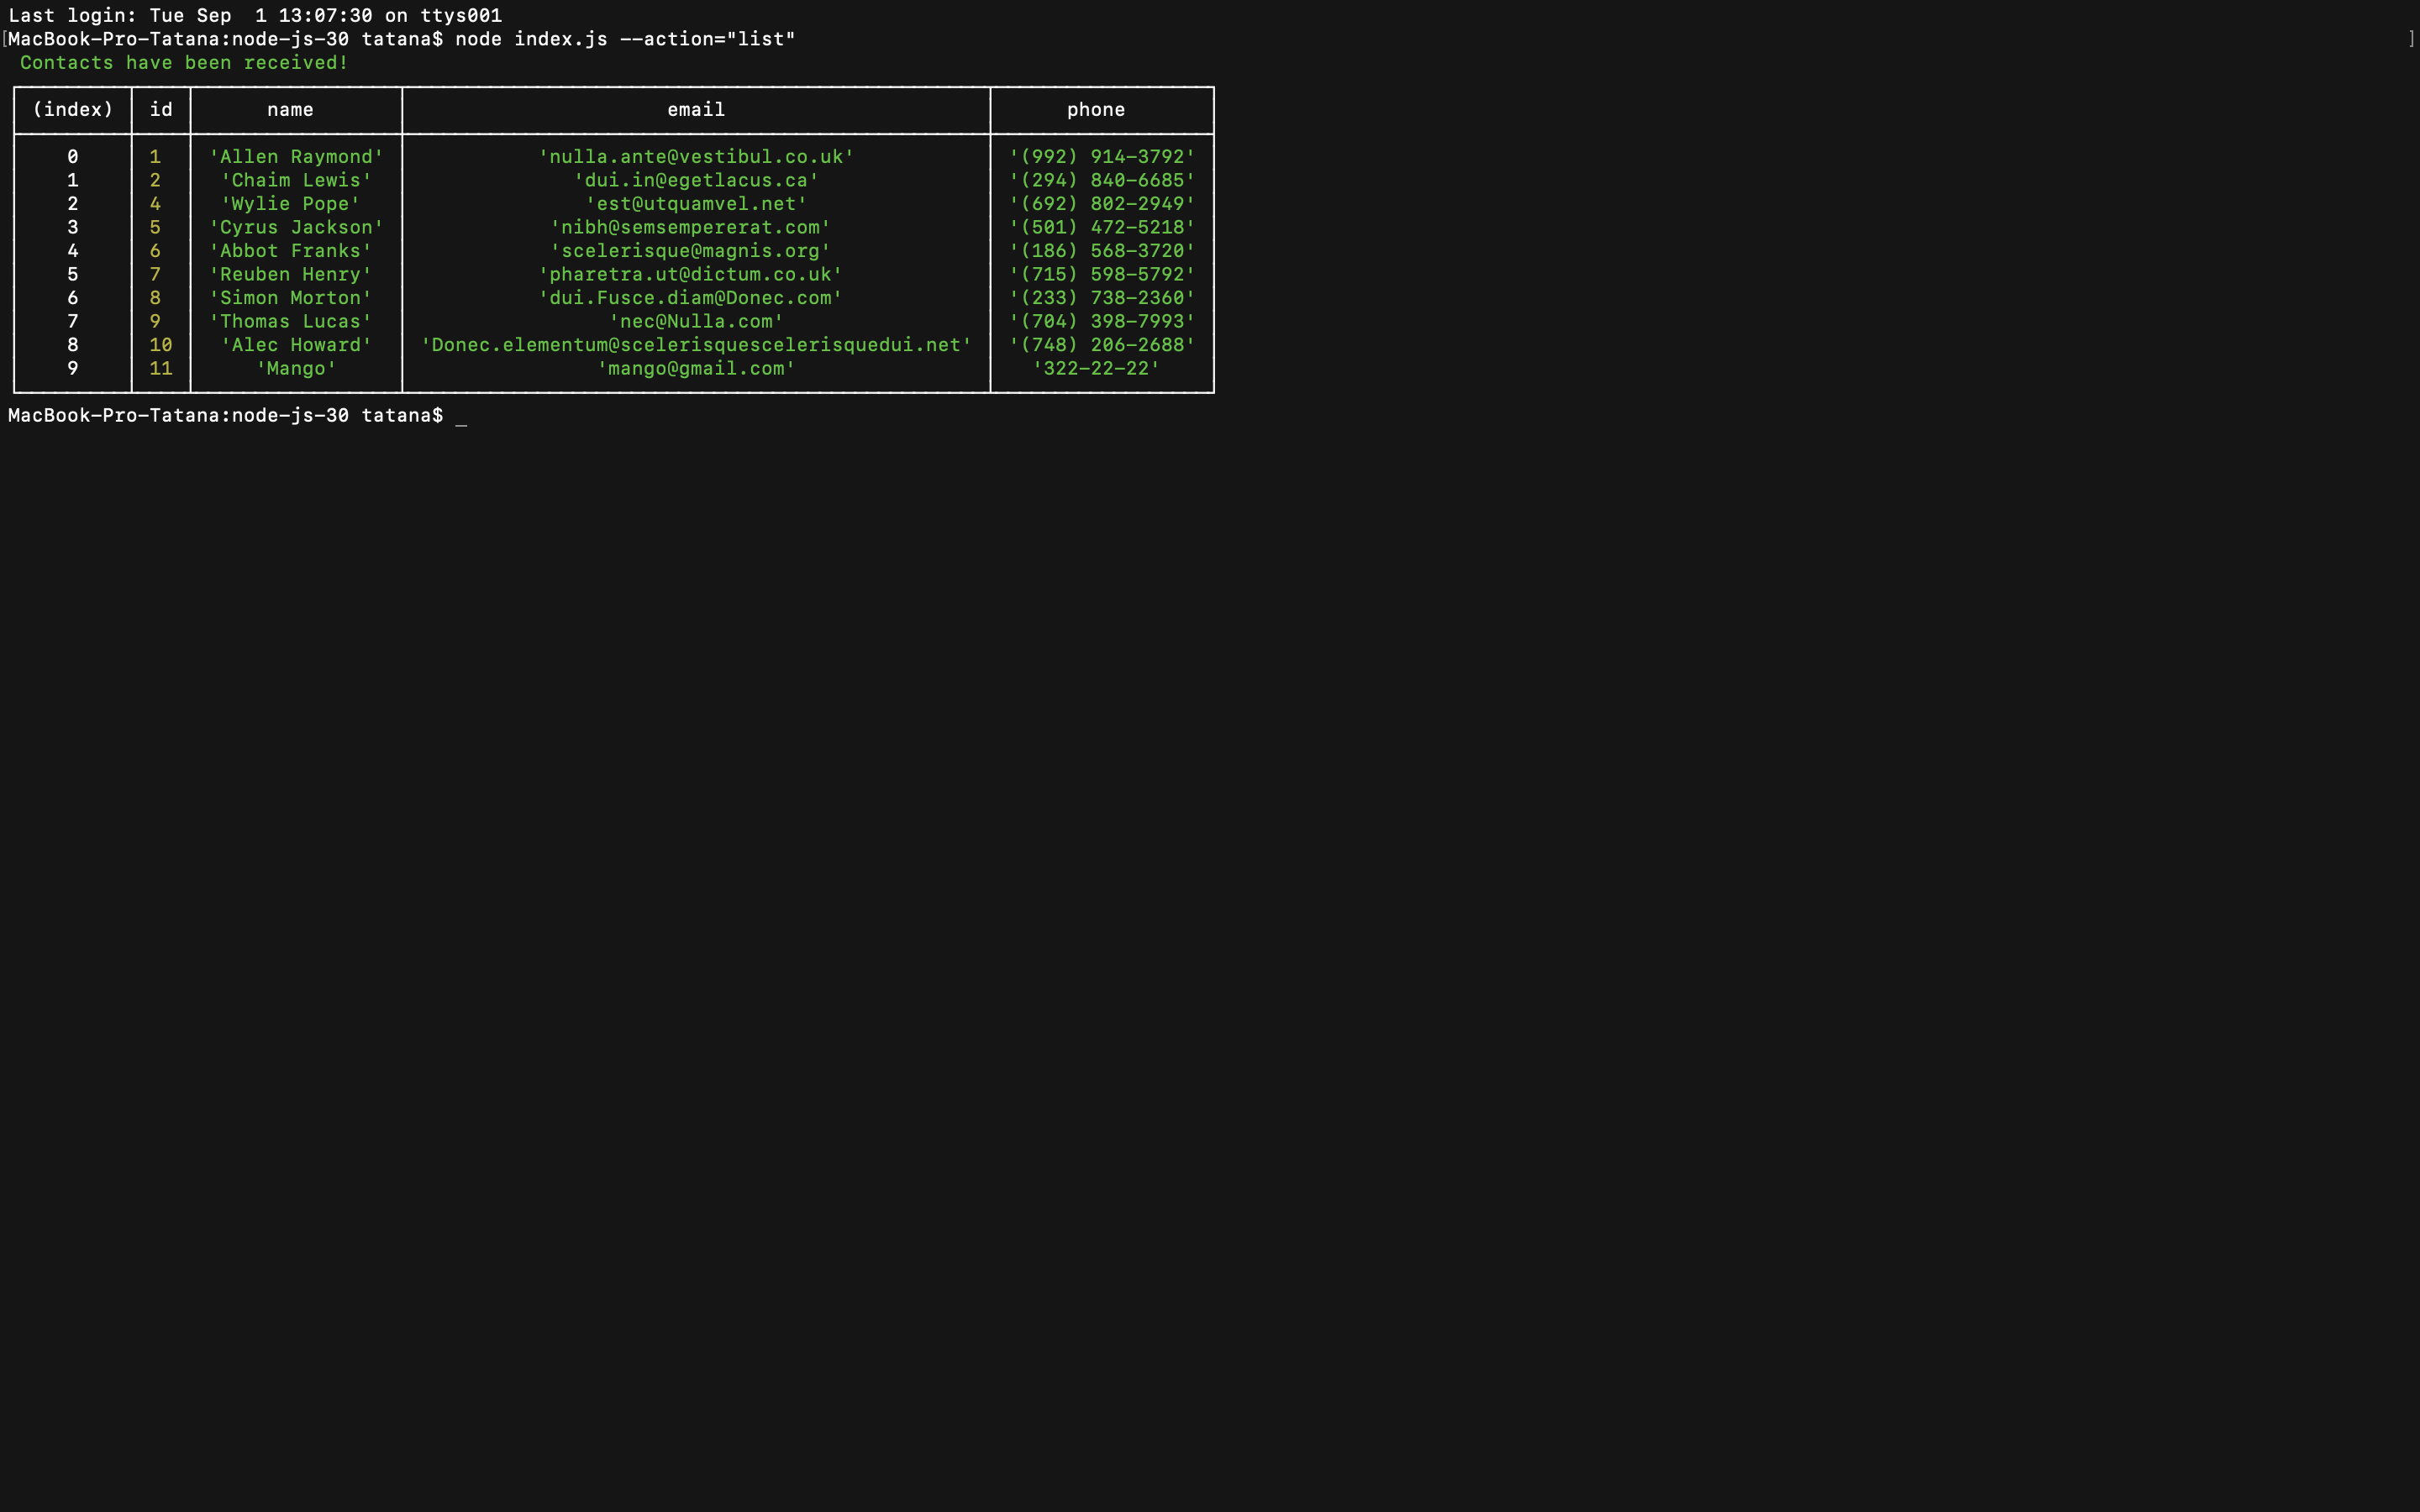 Last login: Tue Sep  1 13:07:30 on ttys001
[MacBook-Pro-Tatana:node-js-30 tatana$ node index.js --action="list" ]
Contacts have been received!
(index) id name email phone
0 1 'Allen Raymond' 'nulla.ante@vestibul.co.uk' '(992) 914-3792'
1 2 'Chaim Lewis' 'dui.in@egetlacus.ca' '(294) 840-6685'
2 4 'Wylie Pope' 'est@utquamvel.net' '(692) 802-2949'
3 5 'Cyrus Jackson' 'nibh@semsempererat.com' '(501) 472-5218'
4 6 'Abbot Franks' 'scelerisque@magnis.org' '(186) 568-3720'
5 7 'Reuben Henry' 'pharetra.ut@dictum.co.uk' '(715) 598-5792'
6 8 'Simon Morton' 'dui.Fusce.diam@Donec.com' '(233) 738-2360'
7 9 'Thomas Lucas' 'nec@Nulla.com' '(704) 398-7993'
8 10 'Alec Howard' 'Donec.elementum@scelerisquescelerisquedui.net' '(748) 206-2688'
9 11 'Mango' 'mango@gmail.com' '322-22-22'
MacBook-Pro-Tatana:node-js-30 tatana$ _